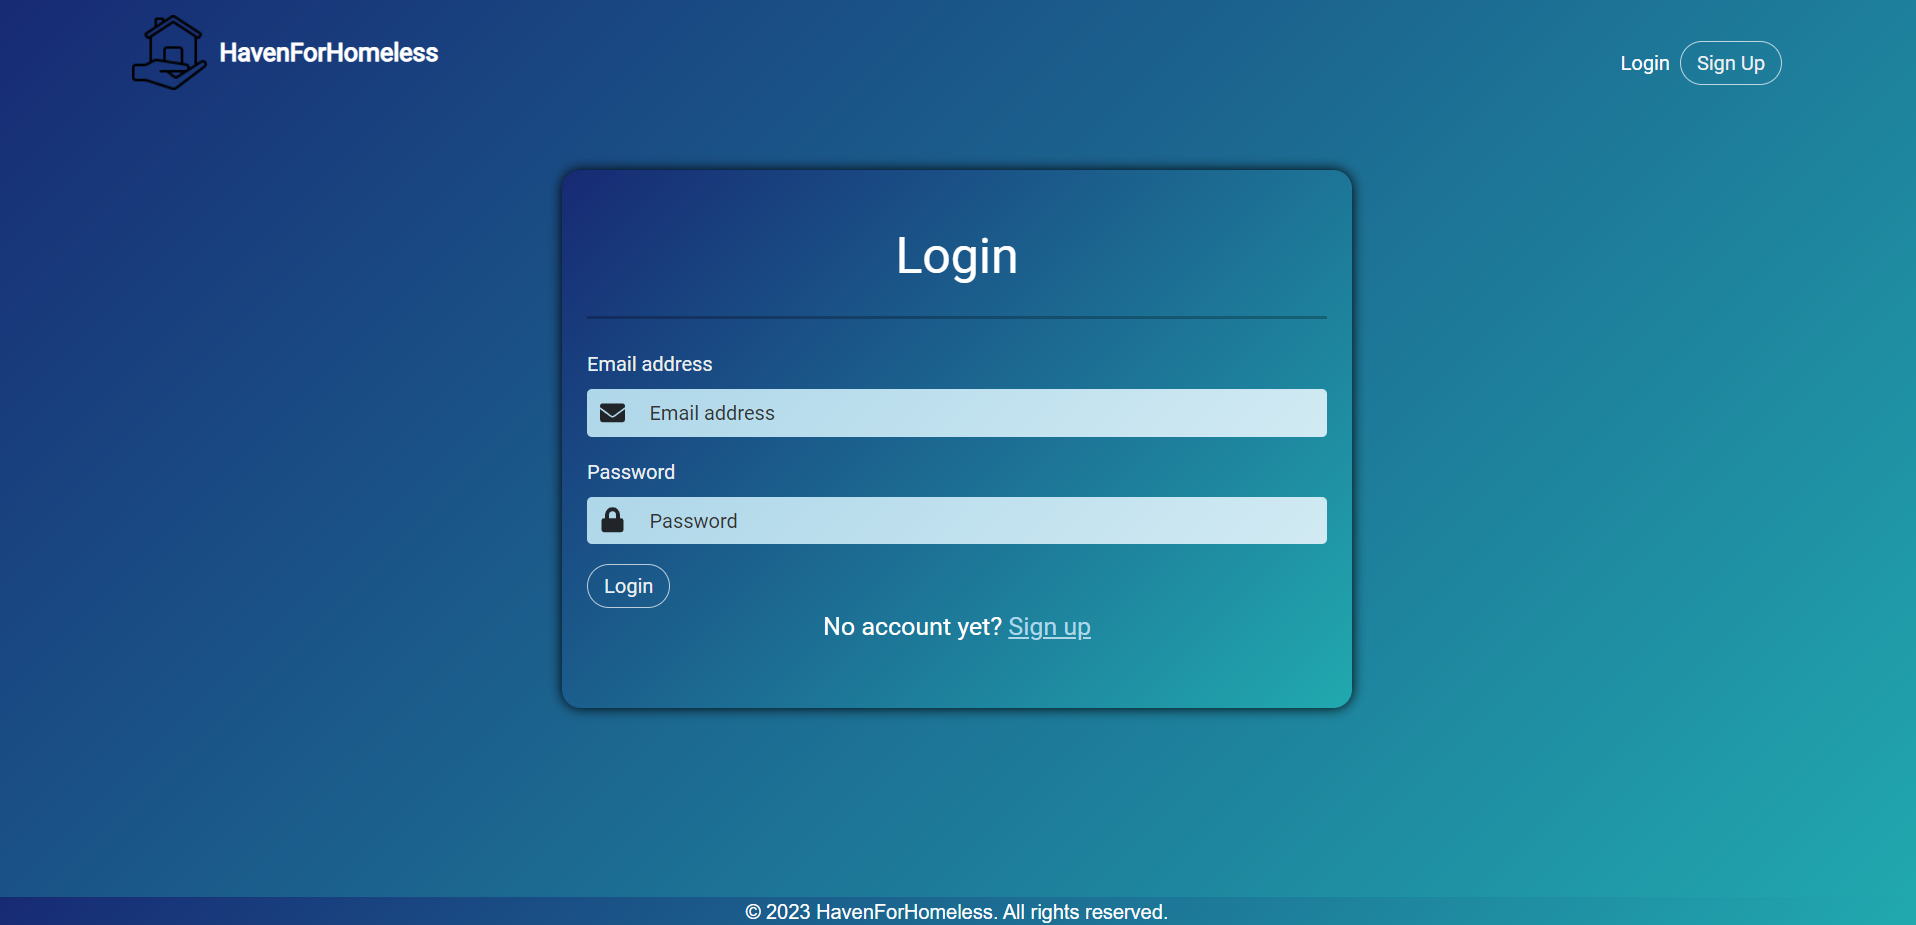 HavenForHomeless
Login Sign Up
Login
Email address
Email address
Password
Password
Login
No account yet? Sign up
© 2023 HavenForHomeless. All rights reserved.